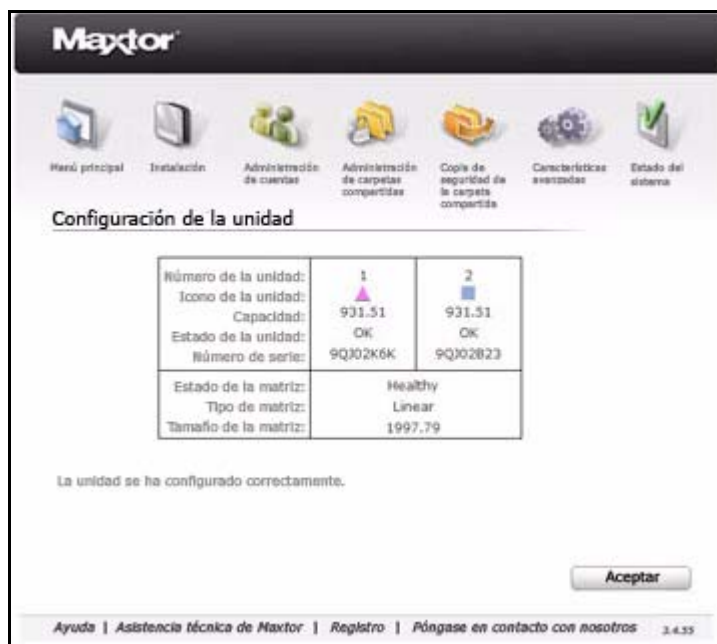 Maxtor
Menú principal
Instalación
Administración de cuentas
Administración de carpetas compartidas
Copia de seguridad de la carpeta compartida
Características avanzadas
Estado del sistema
Configuración de la unidad
Número de la unidad: 1 2
Icono de la unidad:
Capacidad: 931.51 931.51
Estado de la unidad: OK OK
Número de serie: 9QJ02K6K 9QJ02B23
Estado de la matriz: Healthy
Tipo de matriz: Linear
Tamaño de la matriz: 1997.79
La unidad se ha configurado correctamente.
Aceptar
Ayuda | Asistencia técnica de Maxtor | Registro | Póngase en contacto con nosotros